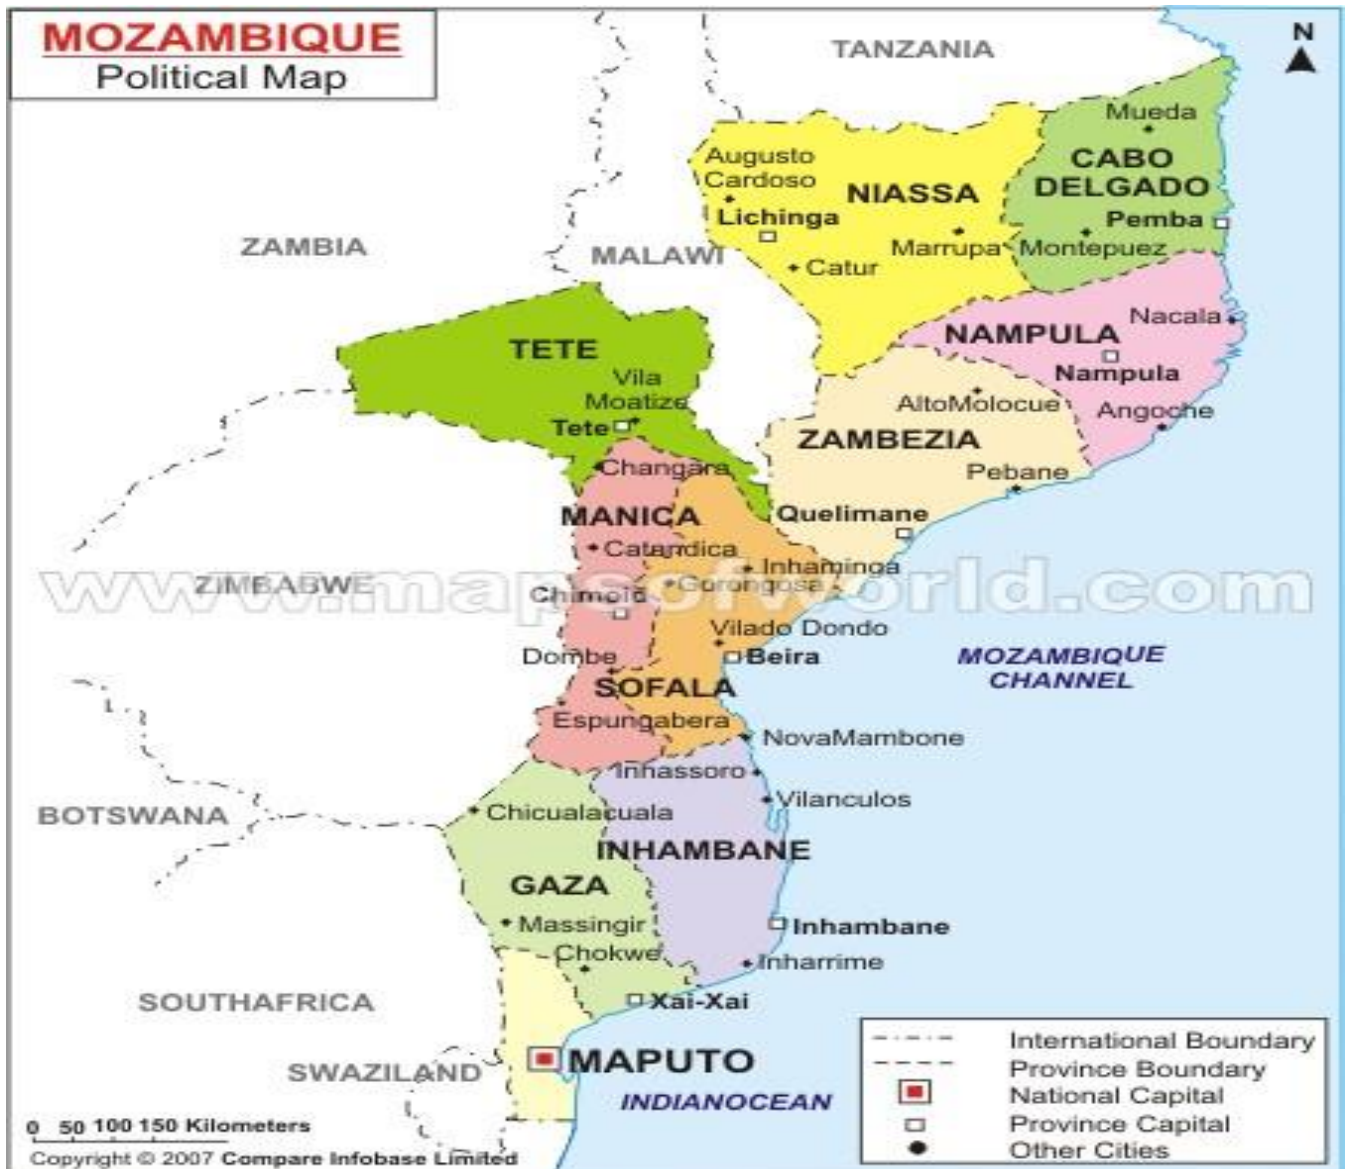 MOZAMBIQUE
Political Map
N
TANZANIA
Mueda
Augusto
Cardoso
CABO
DELGADO
NIASSA
Lichinga
Pemba
ZAMBIA
MALAWI
Marrupa
Montepuez
Catur
Nacala
NAMPULA
TETE
Nampula
Vila
Moatize
AltoMolocue
Angoche
Tete
ZAMBEZIA
Changara
Pebane
MANICA
Quelimane
Catandica
Inhaminga
ZIMBABWE
Gorongosa
www.mapsofworld.com
Chimoio
Vilado Dondo
Dombe
Beira
MOZAMBIQUE
CHANNEL
SOFALA
Espungabera
NovaMambone
Inhassoro
Vilanculos
BOTSWANA
Chicualacuala
INHAMBANE
GAZA
Massingir
Inhambane
Chokwe
Inharrime
SOUTHAFRICA
Xai-Xai
MAPUTO
SWAZILAND
INDIANOCEAN
International Boundary
Province Boundary
National Capital
Province Capital
Other Cities
0 50 100 150 Kilometers
Copyright © 2007 Compare Infobase Limited